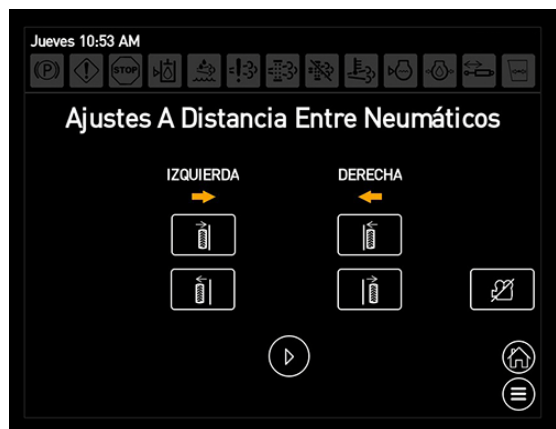 Jueves 10:53 AM
(P) STOP
Ajustes A Distancia Entre Neumáticos
IZQUIERDA DERECHA